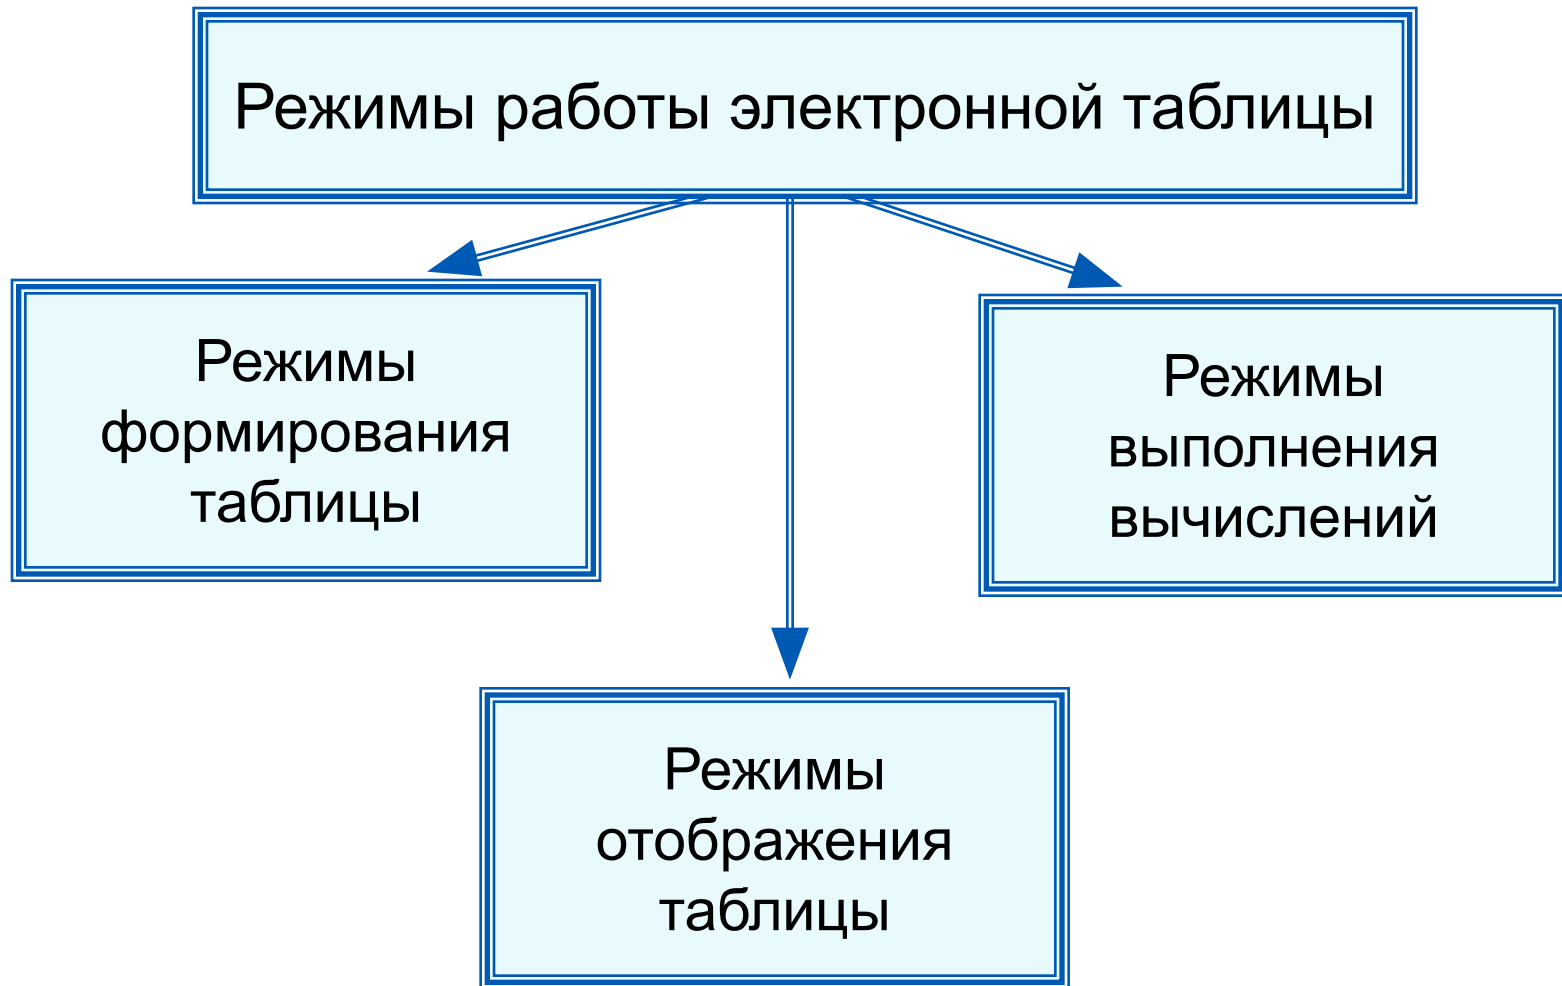 Режимы работы электронной таблицы
Режимы
формирования
таблицы
Режимы
выполнения
вычислений
Режимы
отображения
таблицы